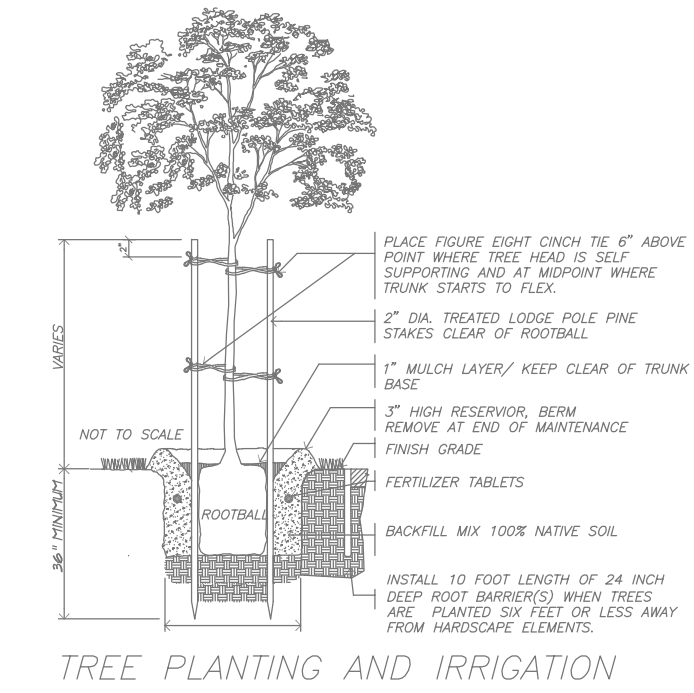 PLACE FIGURE EIGHT CINCH TIE 6" ABOVE
POINT WHERE TREE HEAD IS SELF
SUPPORTING AND AT MIDPOINT WHERE
TRUNK STARTS TO FLEX.
2"
2" DIA. TREATED LODGE POLE PINE
STAKES CLEAR OF ROOTBALL
VARIES
1" MULCH LAYER/ KEEP CLEAR OF TRUNK
BASE
3" HIGH RESERVIOR, BERM
REMOVE AT END OF MAINTENANCE
NOT TO SCALE
FINISH GRADE
FERTILIZER TABLETS
ROOTBALL
36" MINIMUM
BACKFILL MIX 100% NATIVE SOIL
INSTALL 10 FOOT LENGTH OF 24 INCH
DEEP ROOT BARRIER(S) WHEN TREES
ARE PLANTED SIX FEET OR LESS AWAY
FROM HARDSCAPE ELEMENTS.
TREE PLANTING AND IRRIGATION